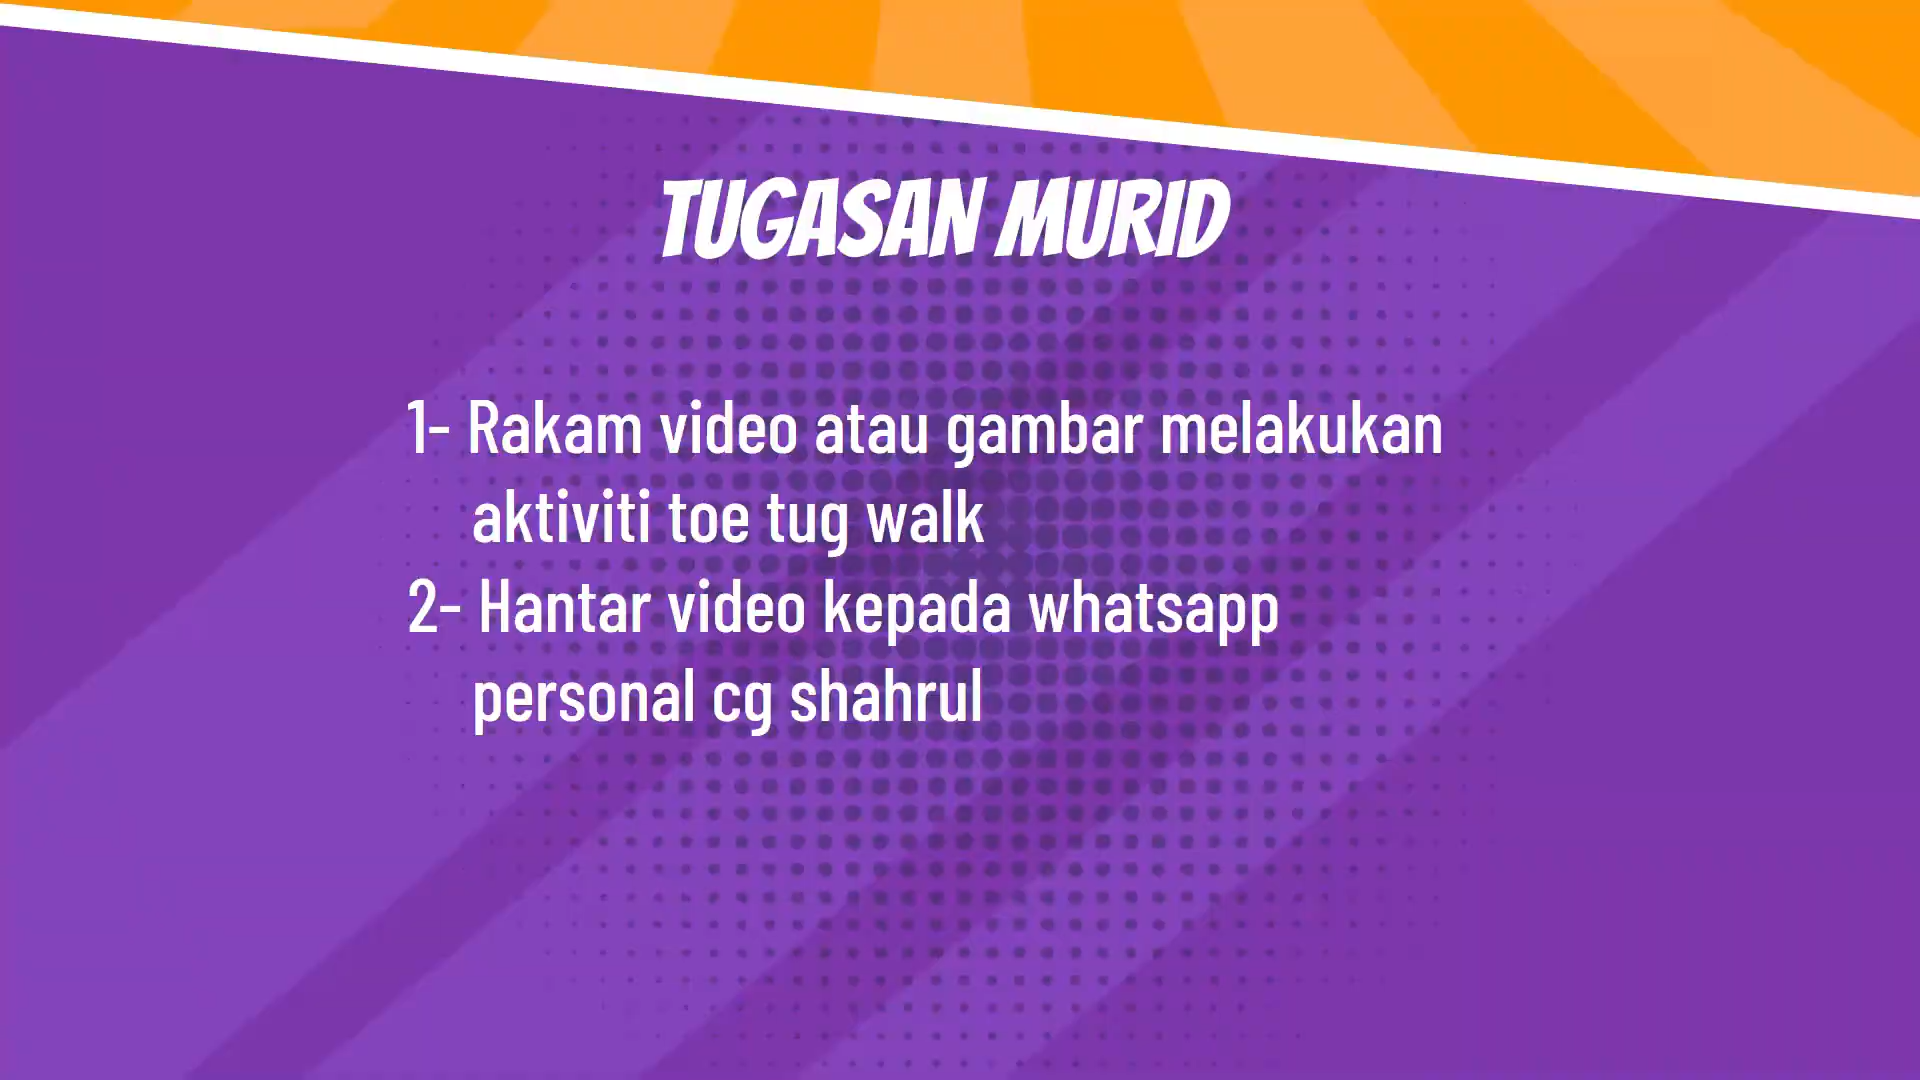 TUGASAN MURID
1- Rakam video atau gambar melakukan
aktiviti toe tug walk
2- Hantar video kepada whatsapp
personal cg shahrul